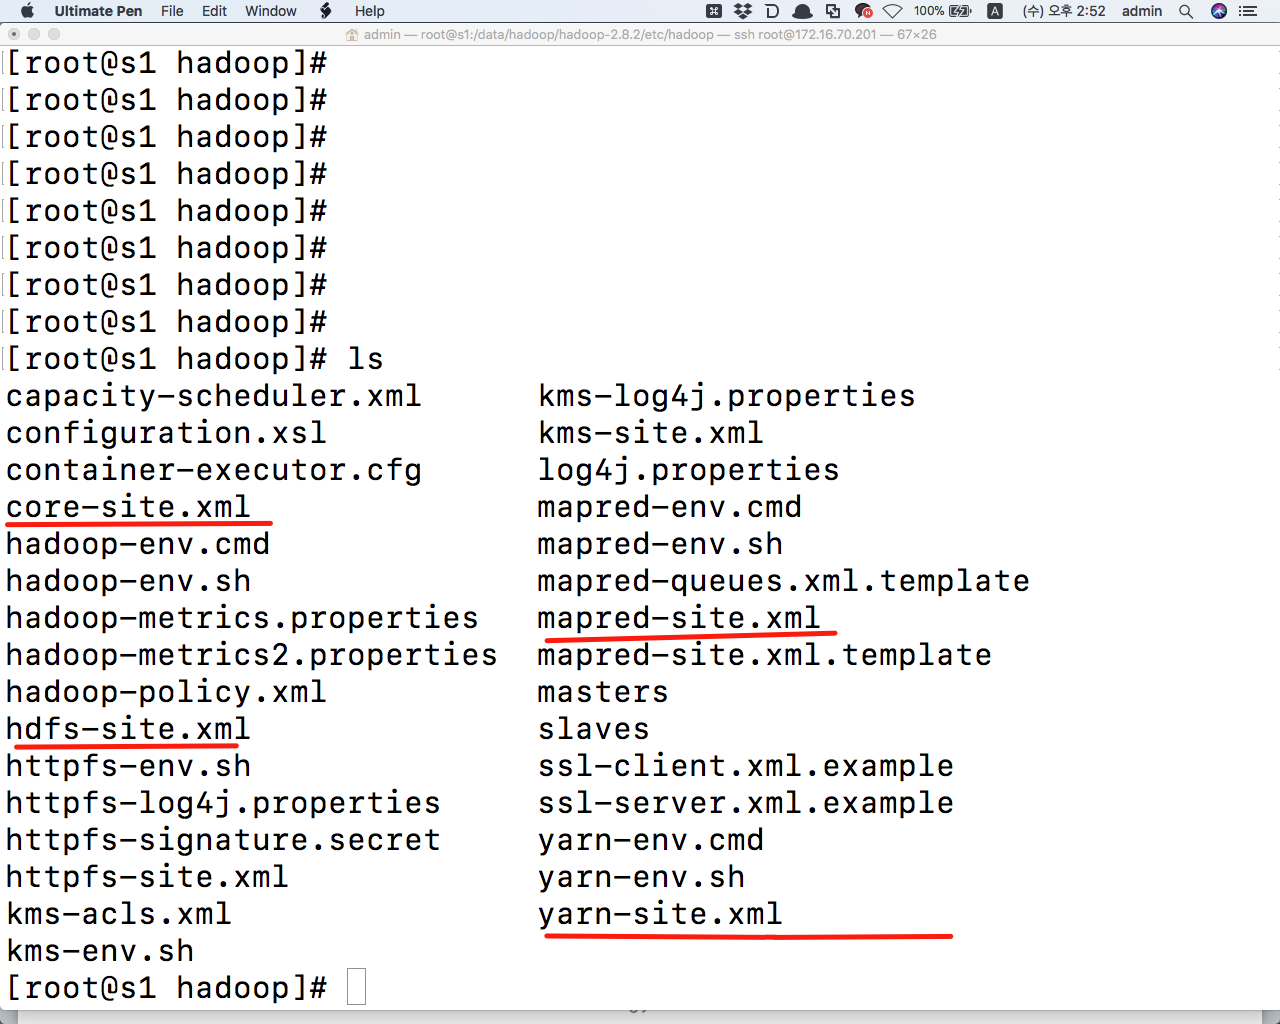 Ultimate Pen File Edit Window Help 100% A (수) 오후 2:52 admin
admin — root@s1:/data/hadoop/hadoop-2.8.2/etc/hadoop — ssh root@172.16.70.201 — 67×26
[root@s1 hadoop]#
[root@s1 hadoop]#
[root@s1 hadoop]#
[root@s1 hadoop]#
[root@s1 hadoop]#
[root@s1 hadoop]#
[root@s1 hadoop]#
[root@s1 hadoop]#
[root@s1 hadoop]# ls
capacity-scheduler.xml kms-log4j.properties
configuration.xsl kms-site.xml
container-executor.cfg log4j.properties
core-site.xml mapred-env.cmd
hadoop-env.cmd mapred-env.sh
hadoop-env.sh mapred-queues.xml.template
hadoop-metrics.properties mapred-site.xml
hadoop-metrics2.properties mapred-site.xml.template
hadoop-policy.xml masters
hdfs-site.xml slaves
httpfs-env.sh ssl-client.xml.example
httpfs-log4j.properties ssl-server.xml.example
httpfs-signature.secret yarn-env.cmd
httpfs-site.xml yarn-env.sh
kms-acls.xml yarn-site.xml
kms-env.sh
[root@s1 hadoop]#